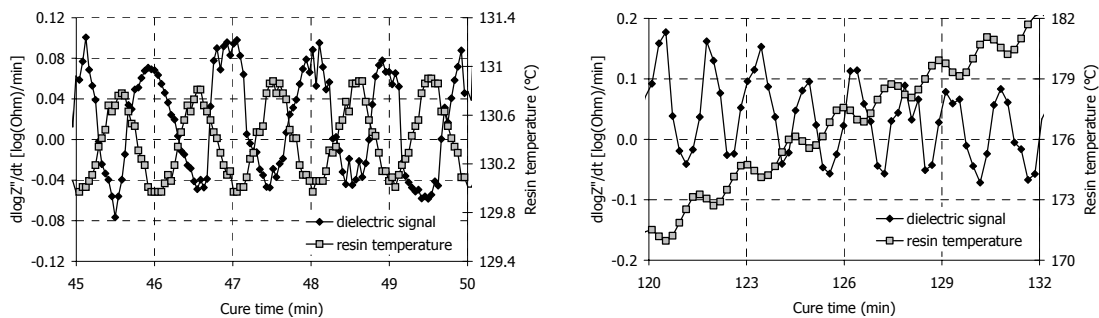 0.12
0.08
0.04
0.00
-0.04
-0.08
-0.12
dlogZ"/dt [log(Ohm)/min]
131.4
131
130.6
130.2
129.8
129.4
Resin temperature (ºC)
dielectric signal
resin temperature
45 46 47 48 49 50
Cure time (min)
0.2
0.1
0.0
-0.1
-0.2
dlogZ"/dt [log(Ohm)/min]
182
179
176
173
170
Resin temperature (ºC)
dielectric signal
resin temperature
120 123 126 129 132
Cure time (min)